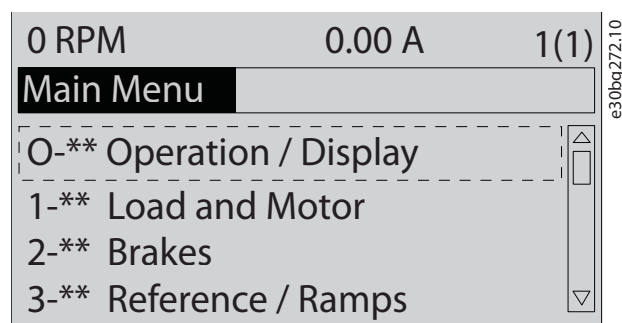 0 RPM 0.00 A 1(1)
Main Menu
O-** Operation / Display
1-** Load and Motor
2-** Brakes
3-** Reference / Ramps
e30bq272.10